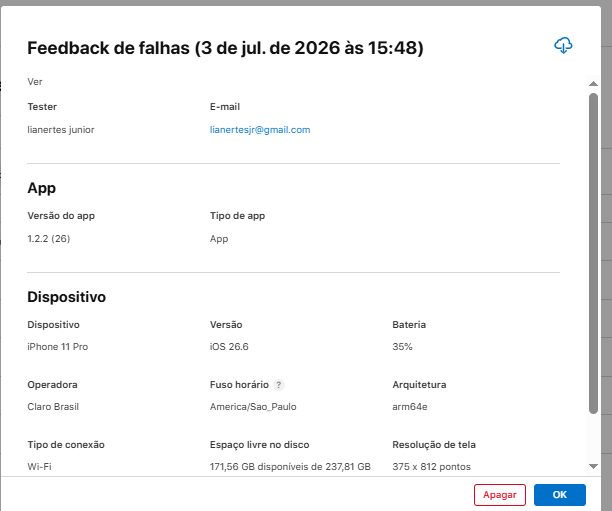 Feedback de falhas (3 de jul. de 2026 às 15:48)
Ver
Tester E-mail
lianertes junior lianertesjr@gmail.com
App
Versão do app Tipo de app
1.2.2 (26) App
Dispositivo
Dispositivo Versão Bateria
iPhone 11 Pro iOS 26.6 35%
Operadora Fuso horário ? Arquitetura
Claro Brasil America/Sao_Paulo arm64e
Tipo de conexão Espaço livre no disco Resolução de tela
Wi-Fi 171,56 GB disponíveis de 237,81 GB 375 x 812 pontos
Apagar OK